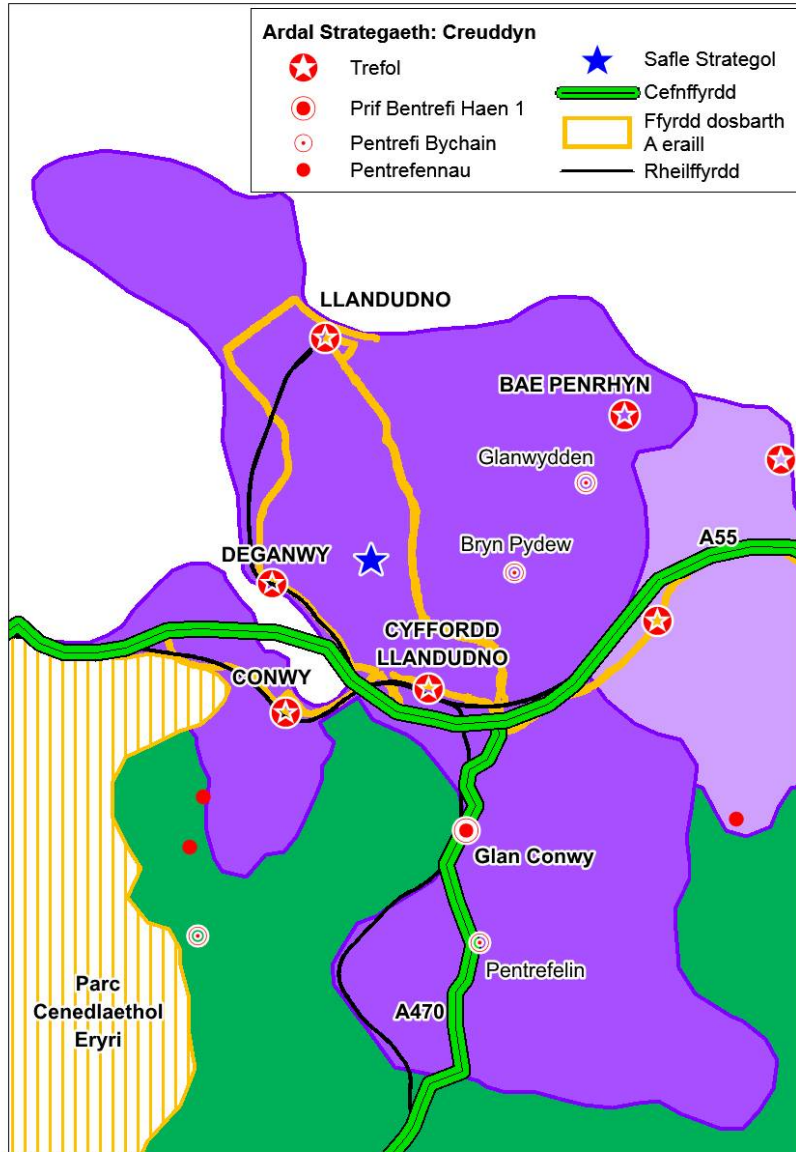 Ardal Strategaeth: Creuddyn
Trefol
Prif Bentrefi Haen 1
Pentrefi Bychain
Pentrefennau
Safle Strategol
Cefnffyrdd
Ffyrdd dosbarth
A eraill
Rheilffyrdd
LLANDUDNO
BAE PENRHYN
Glanwydden
A55
Bryn Pydew
DEGANWY
CYFFORDD
LLANDUDNO
CONWY
Glan Conwy
Pentrefelin
Parc
Cenedlaethol
Eryri
A470